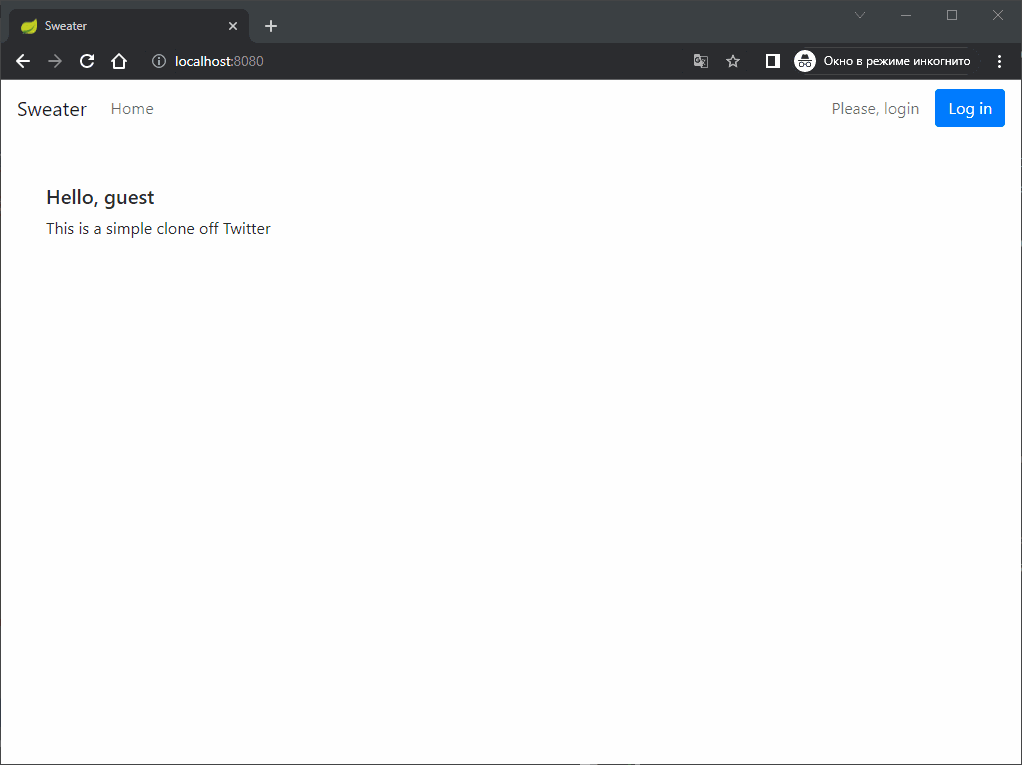 Sweater
localhost:8080
Окно в режиме инкогнито
Sweater Home Please, login Log in
Hello, guest
This is a simple clone off Twitter